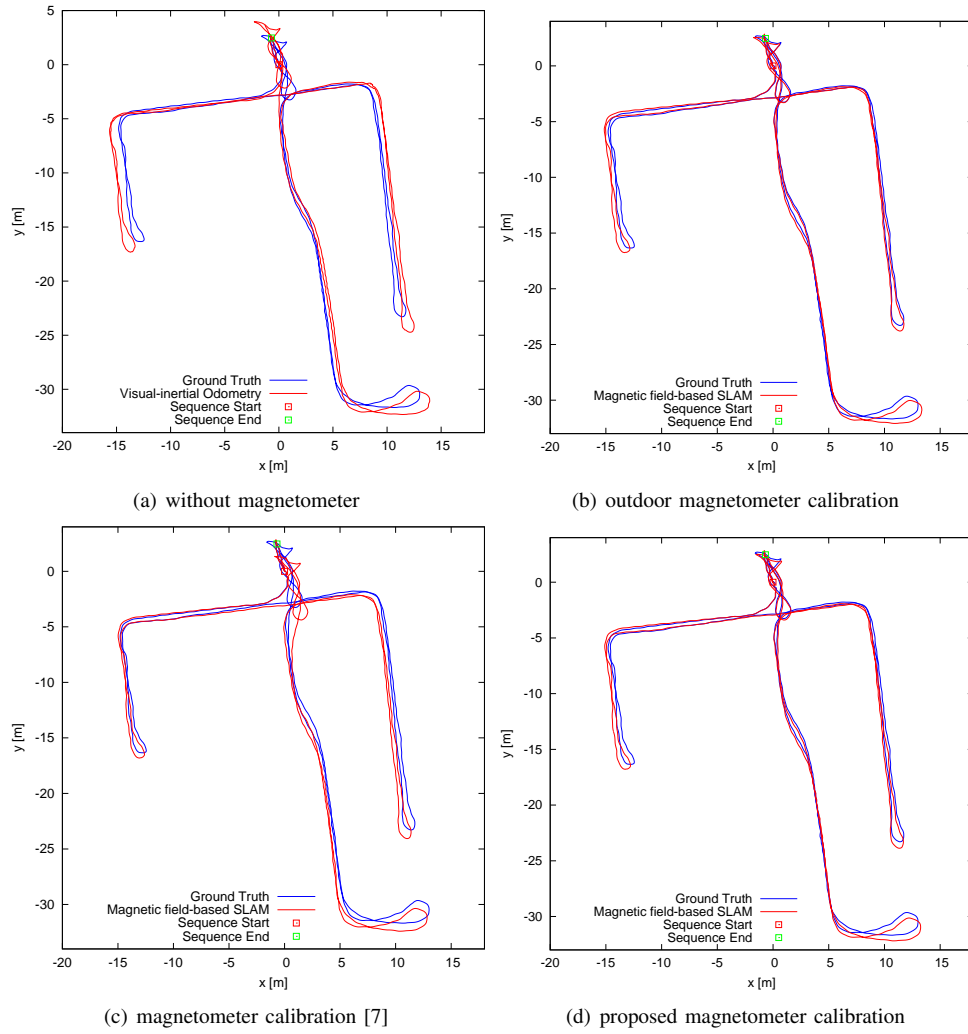 5
0
-5
-10
-15
-20
-25
-30
y [m]
Ground Truth
Visual-inertial Odometry
Sequence Start
Sequence End
-20 -15 -10 -5 0 5 10 15
x [m]
(a) without magnetometer
0
-5
-10
-15
-20
-25
-30
y [m]
Ground Truth
Magnetic field-based SLAM
Sequence Start
Sequence End
-20 -15 -10 -5 0 5 10 15
x [m]
(b) outdoor magnetometer calibration
0
-5
-10
-15
-20
-25
-30
y [m]
Ground Truth
Magnetic field-based SLAM
Sequence Start
Sequence End
-20 -15 -10 -5 0 5 10 15
x [m]
(c) magnetometer calibration [7]
0
-5
-10
-15
-20
-25
-30
y [m]
Ground Truth
Magnetic field-based SLAM
Sequence Start
Sequence End
-20 -15 -10 -5 0 5 10 15
x [m]
(d) proposed magnetometer calibration